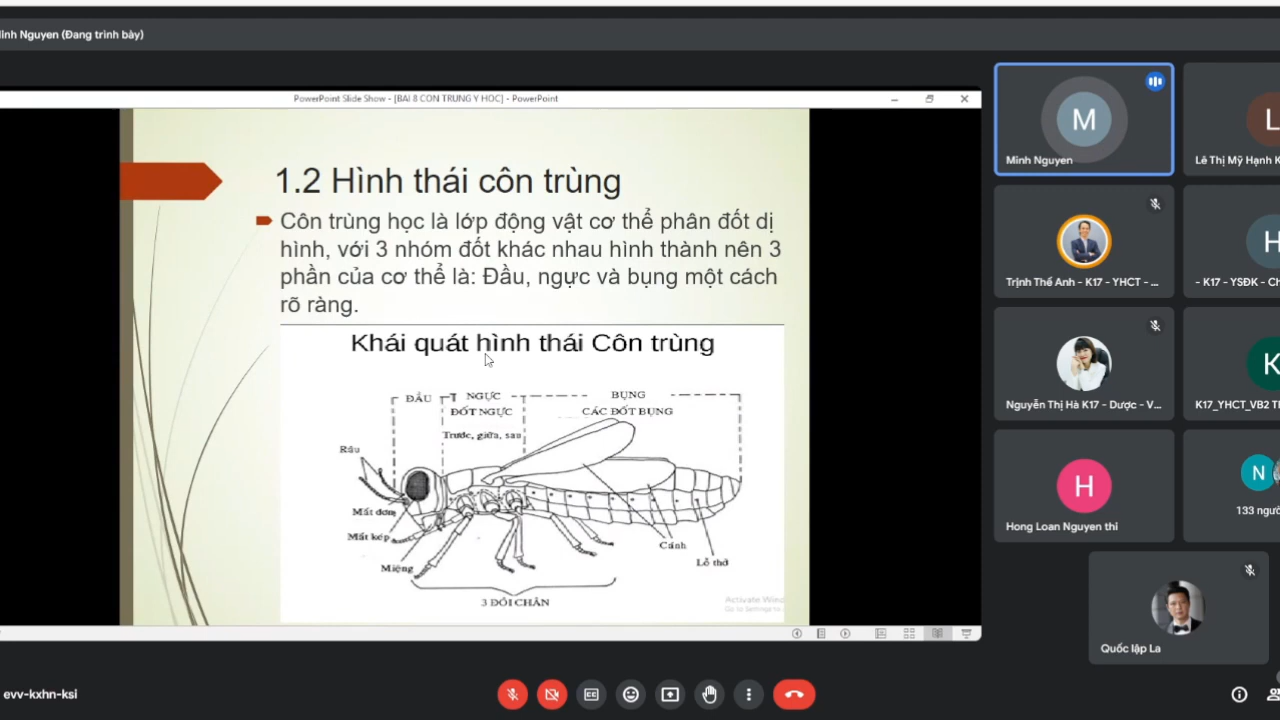 inh Nguyen (Đang trình bày)
PowerPoint Slide Show - [BAI 8 CON TRUNG Y HOC] - PowerPoint
1.2 Hình thái côn trùng
Côn trùng học là lớp động vật cơ thể phân đốt dị
hình, với 3 nhóm đốt khác nhau hình thành nên 3
phần của cơ thể là: Đầu, ngực và bụng một cách
rõ ràng.
Khái quát hình thái Côn trùng
ĐẦU NGỰC BỤNG
ĐỐT NGỰC CÁC ĐỐT BỤNG
Trước, giữa, sau
Râu
Mắt đơn
Mắt kép
Miệng
Cánh
Lỗ thở
3 ĐÔI CHÂN
Activate Wind
Go to Settings to
M
Minh Nguyen
L
Lê Thị Mỹ Hạnh K
Trịnh Thế Anh - K17 - YHCT - ...
H
- K17 - YSĐK - Ch
Nguyễn Thị Hà K17 - Dược - V...
K
K17_YHCT_VB2 T
H
Hong Loan Nguyen thi
N
133 ngườ
Quốc lập La
evv-kxhn-ksi